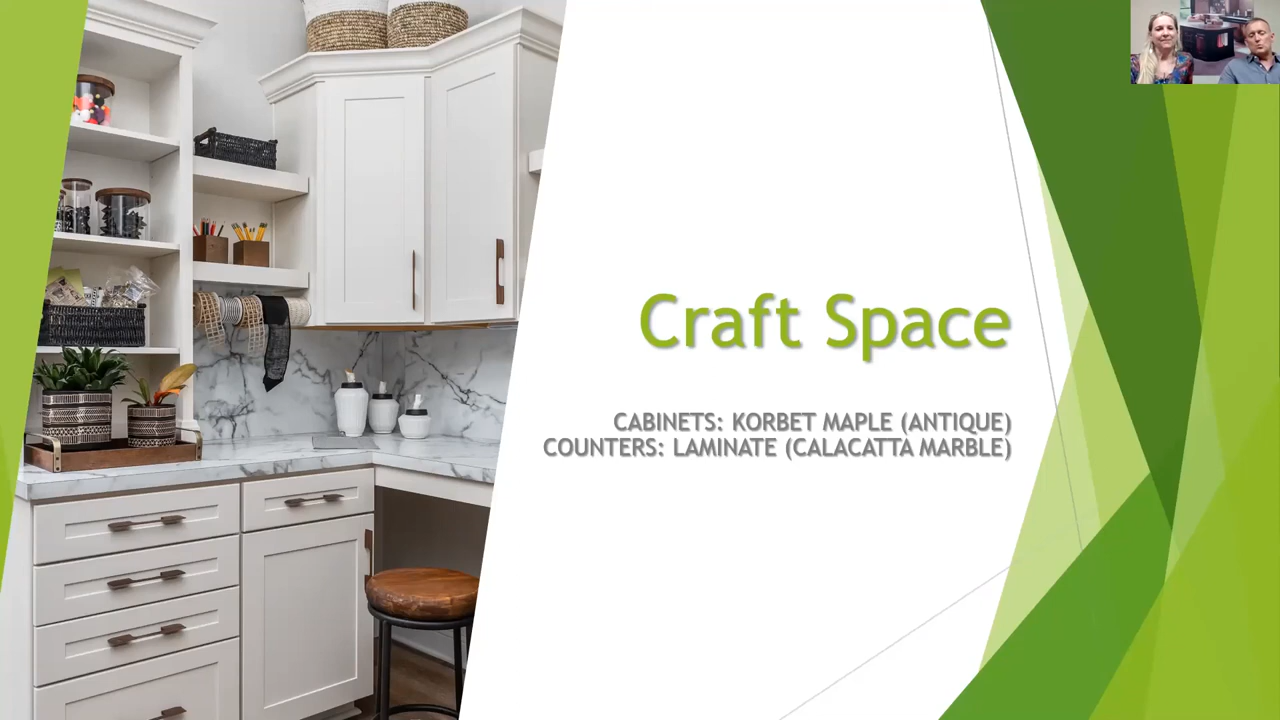 Craft Space
CABINETS: KORBET MAPLE (ANTIQUE)
COUNTERS: LAMINATE (CALACATTA MARBLE)